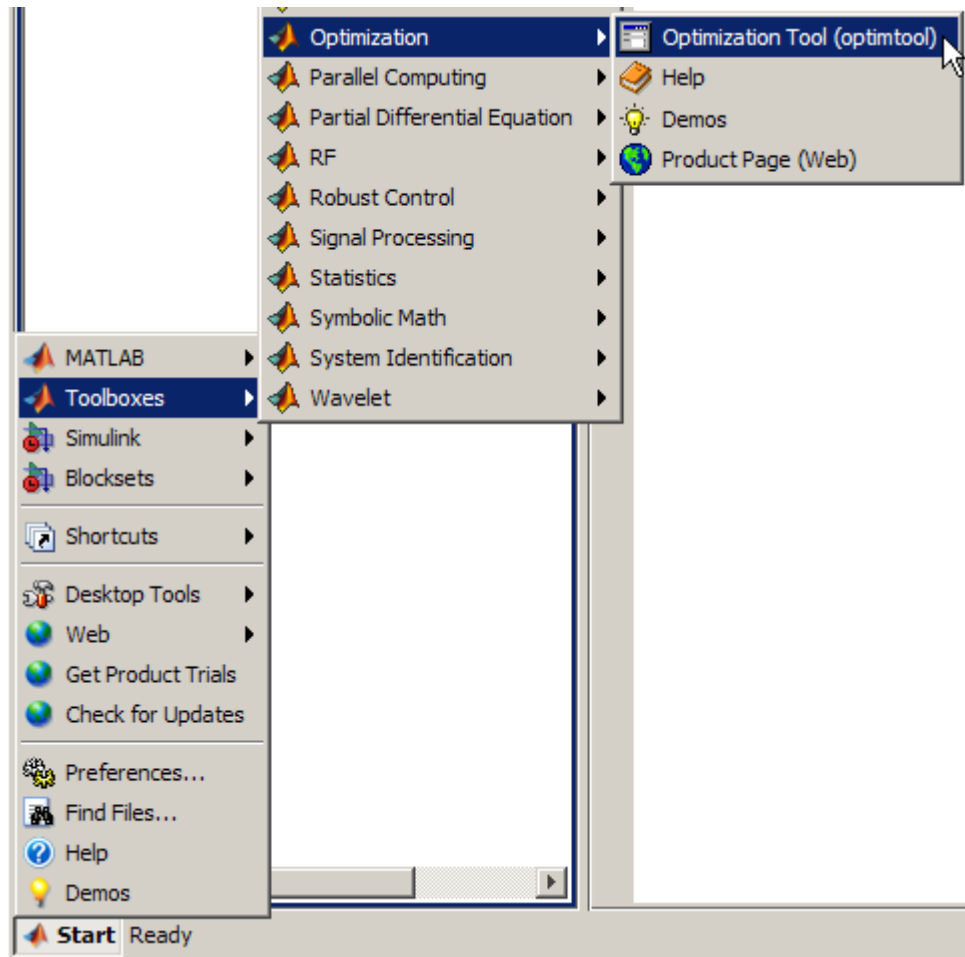 Optimization
Parallel Computing
Partial Differential Equation
RF
Robust Control
Signal Processing
Statistics
Symbolic Math
System Identification
Wavelet
Optimization Tool (optimtool)
Help
Demos
Product Page (Web)
MATLAB
Toolboxes
Simulink
Blocksets
Shortcuts
Desktop Tools
Web
Get Product Trials
Check for Updates
Preferences...
Find Files...
Help
Demos
Start Ready